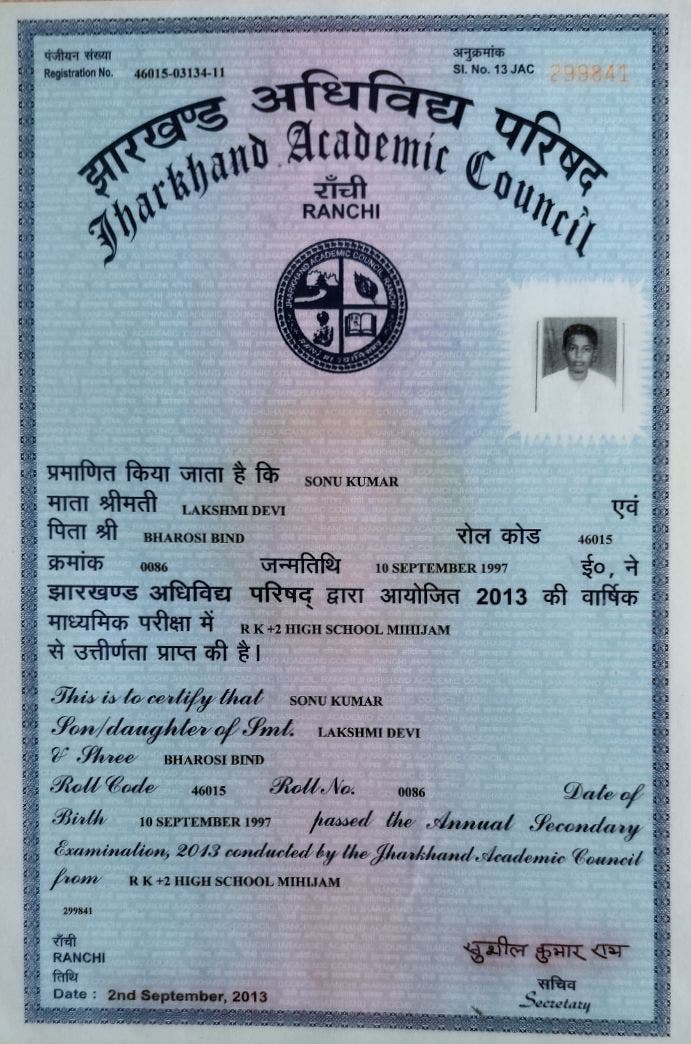 पंजीयन संख्या
Registration No. 46015-03134-11
अनुक्रमांक
Sl. No. 13 JAC 299841
झारखण्ड अधिविद्य परिषद
Jharkhand Academic Council
राँची
RANCHI
JHARKHAND ACADEMIC COUNCIL RANCHI
प्रमाणित किया जाता है कि SONU KUMAR
माता श्रीमती LAKSHMI DEVI एवं
पिता श्री BHAROSI BIND रोल कोड 46015
क्रमांक 0086 जन्मतिथि 10 SEPTEMBER 1997 ई०, ने
झारखण्ड अधिविद्य परिषद् द्वारा आयोजित 2013 की वार्षिक
माध्यमिक परीक्षा में R K +2 HIGH SCHOOL MIHIJAM
से उत्तीर्णता प्राप्त की है।
This is to certify that SONU KUMAR
Son/daughter of Smt. LAKSHMI DEVI
& Shree BHAROSI BIND
Roll Code 46015 Roll No. 0086 Date of
Birth 10 SEPTEMBER 1997 passed the Annual Secondary
Examination, 2013 conducted by the Jharkhand Academic Council
from R K +2 HIGH SCHOOL MIHIJAM
299841
राँची
RANCHI
तिथि
Date : 2nd September, 2013
सुशील कुमार राय
सचिव
Secretary